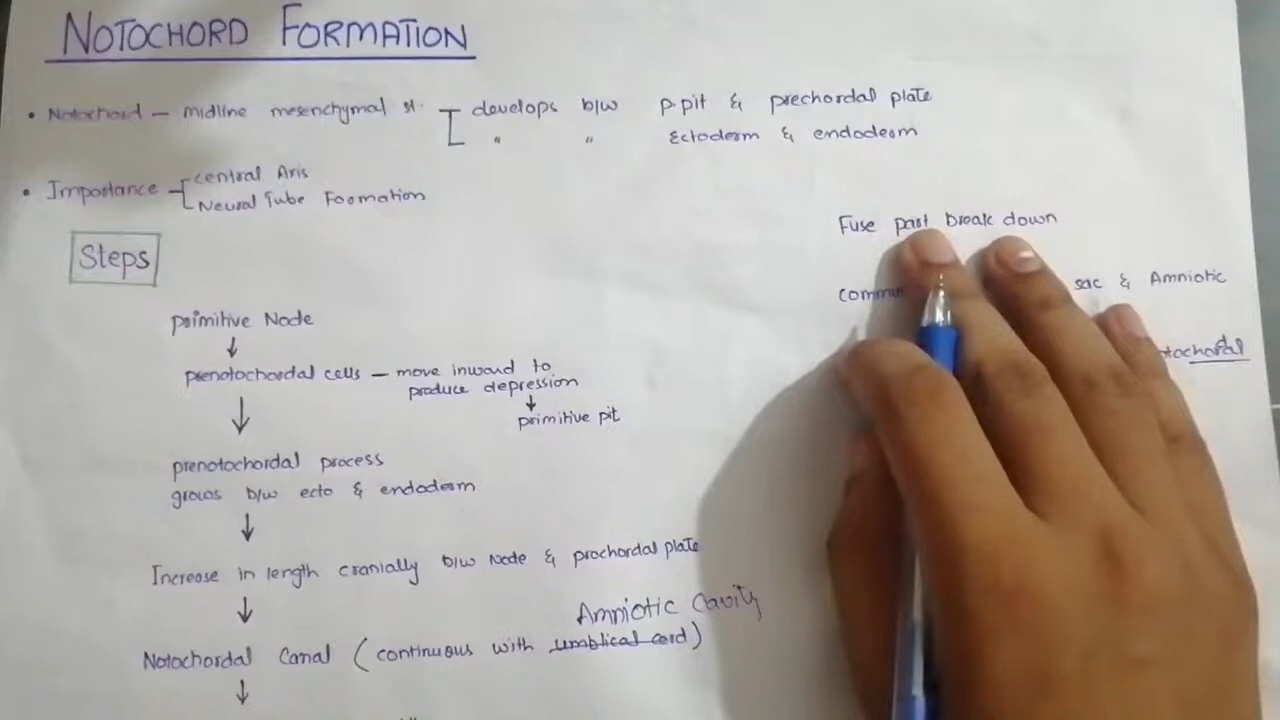 NOTOCHORD FORMATION
• Notochord — midline mesenchymal st. develops b/w p.pit & prechordal plate
" " Ectoderm & endoderm
• Importance - central Axis
Neural Tube Formation
Steps
primitive Node
↓
prenotochordal cells — move inward to
produce depression
↓
primitive pit
↓
prenotochordal process
grows b/w ecto & endoderm
↓
Increase in length cranially b/w Node & prochordal plate
↓
Amniotic Cavity
Notochordal Canal (continuous with umblical cord)
↓
Fuse part break down
sac & Amniotic